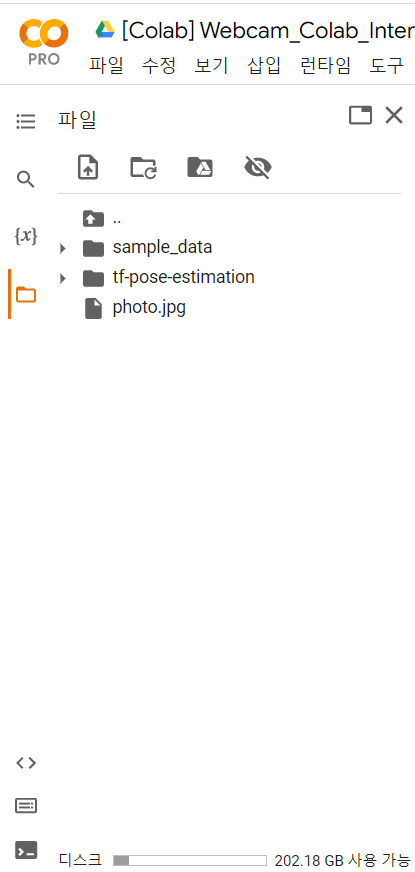 [Colab] Webcam_Colab_Inter
PRO
파일 수정 보기 삽입 런타임 도구
파일
{x}
..
sample_data
tf-pose-estimation
photo.jpg
디스크 202.18 GB 사용 가능